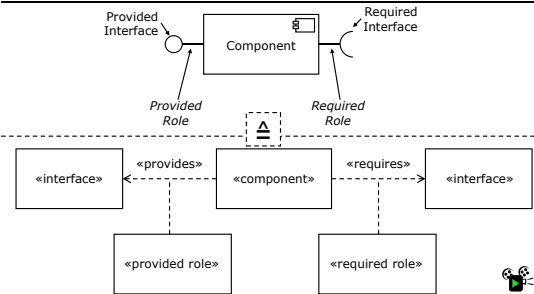 Provided
Interface
Required
Interface
Component
Provided
Role
Required
Role
≙
«interface»
«provides»
«component»
«requires»
«interface»
«provided role»
«required role»